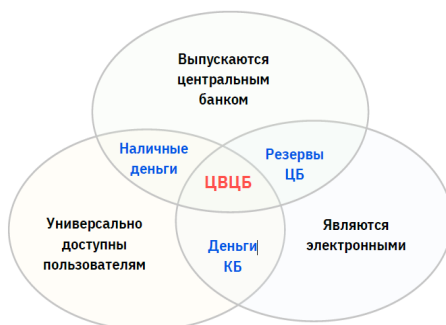 Выпускаются
центральным
банком
Наличные
деньги
Резервы
ЦБ
ЦВЦБ
Универсально
доступны
пользователям
Являются
электронными
Деньги
КБ